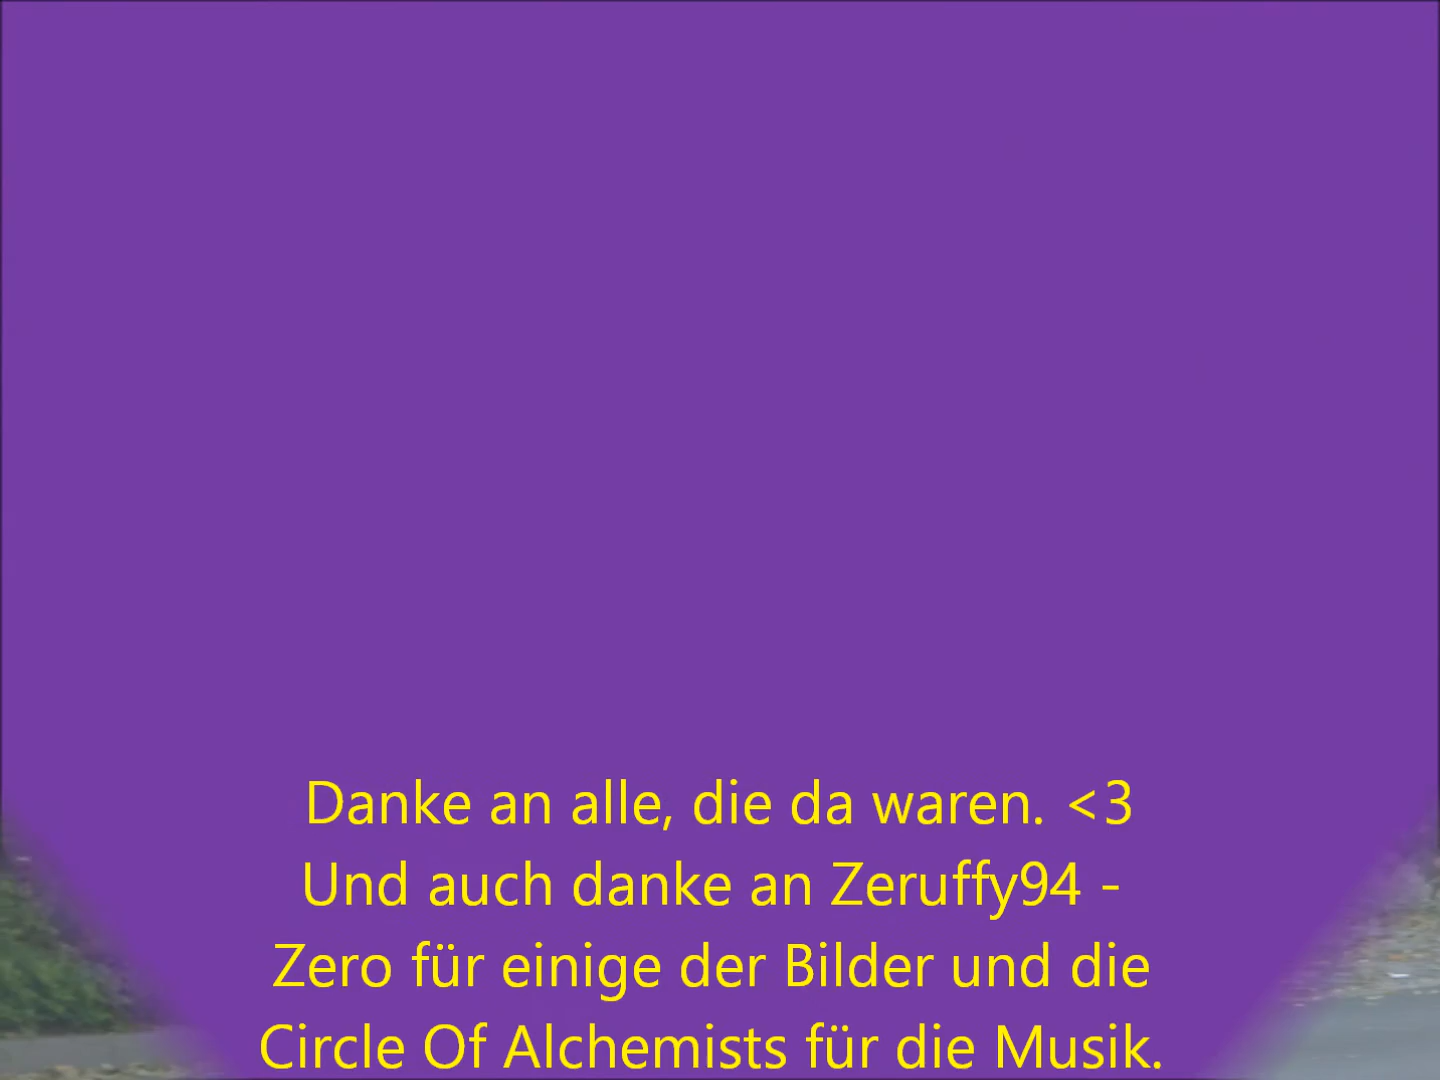 Danke an alle, die da waren. <3
Und auch danke an Zeruffy94 -
Zero für einige der Bilder und die
Circle Of Alchemists für die Musik.